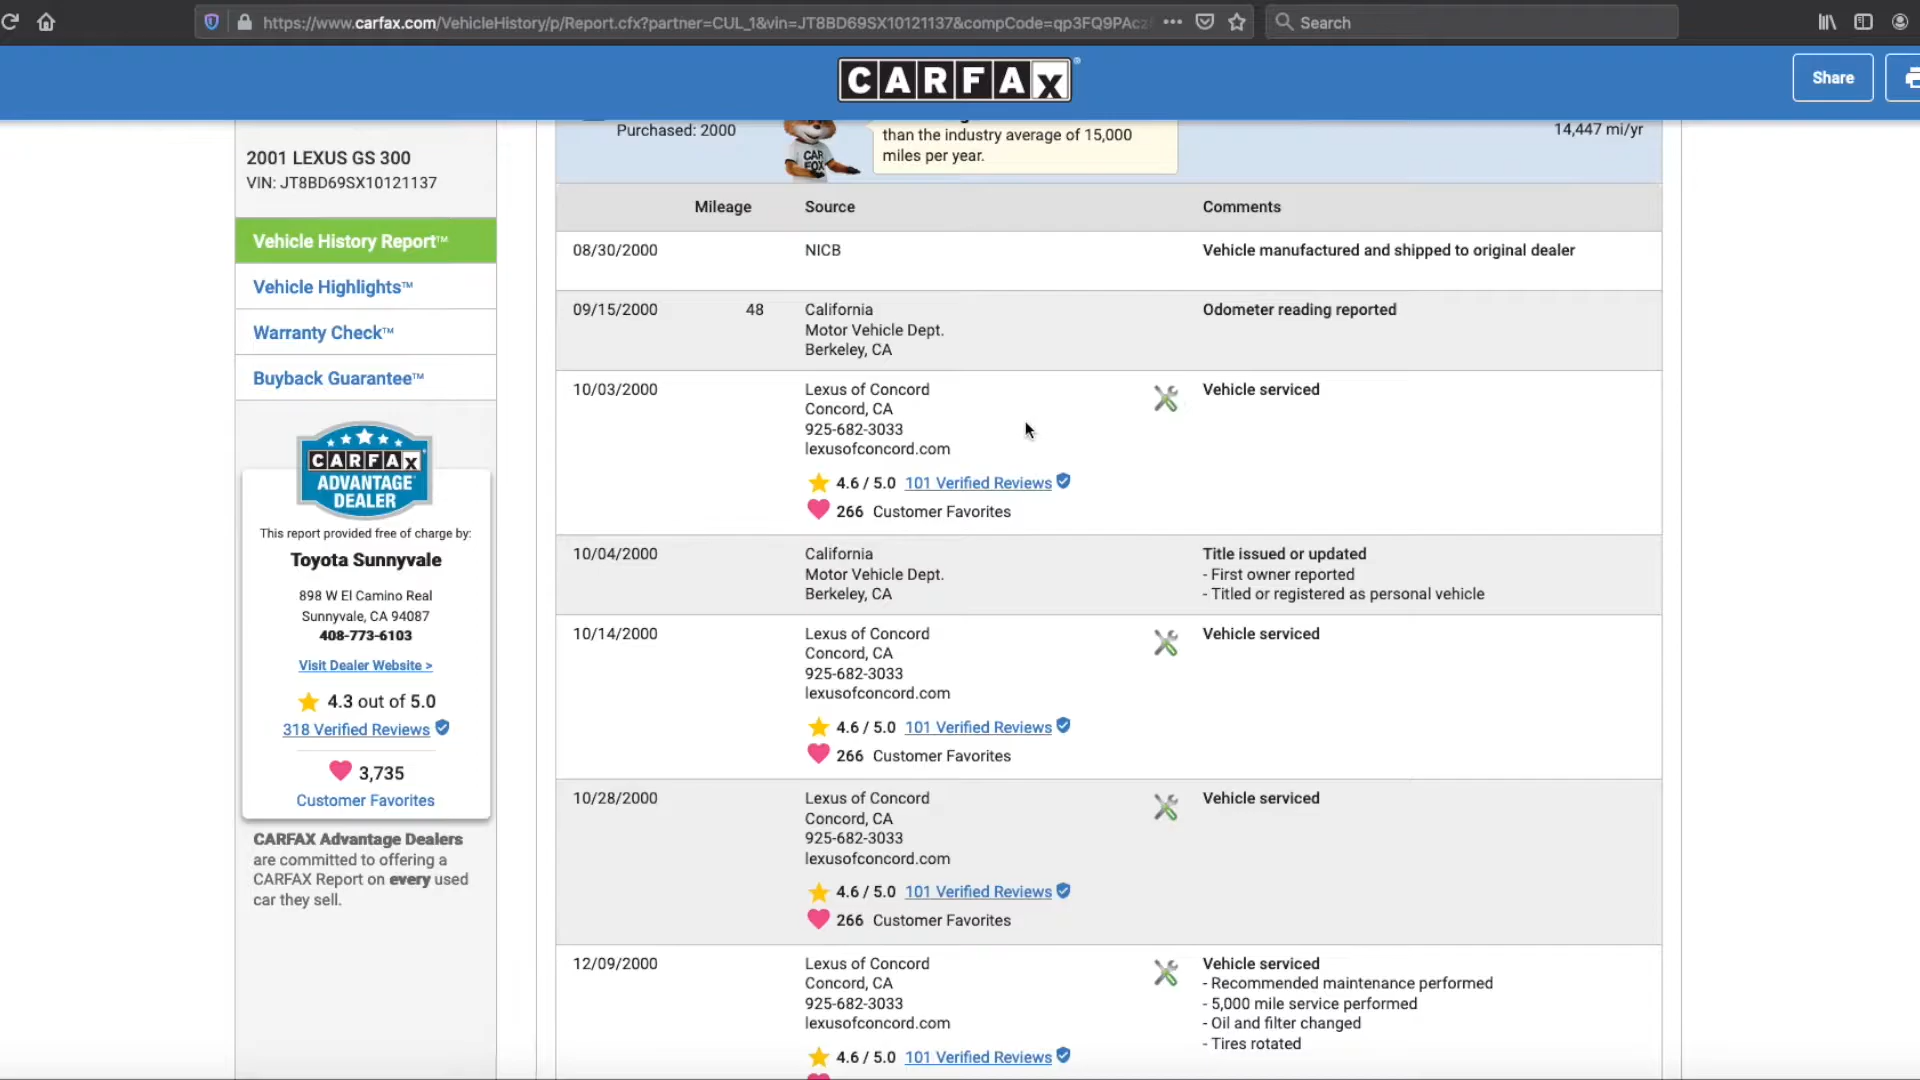 https://www.carfax.com/VehicleHistory/p/Report.cfx?partner=CUL_1&vin=JT8BD69SX10121137&compCode=qp3FQ9PAcz
Search
CARFAX
Share
2001 LEXUS GS 300
VIN: JT8BD69SX10121137
Vehicle History Report™
Vehicle Highlights™
Warranty Check™
Buyback Guarantee™
CARFAX
ADVANTAGE
DEALER
This report provided free of charge by:
Toyota Sunnyvale
898 W El Camino Real
Sunnyvale, CA 94087
408-773-6103
Visit Dealer Website >
4.3 out of 5.0
318 Verified Reviews
3,735
Customer Favorites
CARFAX Advantage Dealers
are committed to offering a
CARFAX Report on every used
car they sell.
Purchased: 2000
CAR
FOX
than the industry average of 15,000
miles per year.
14,447 mi/yr
Mileage Source Comments
08/30/2000 NICB Vehicle manufactured and shipped to original dealer
09/15/2000 48 California Odometer reading reported
Motor Vehicle Dept.
Berkeley, CA
10/03/2000 Lexus of Concord Vehicle serviced
Concord, CA
925-682-3033
lexusofconcord.com
4.6 / 5.0 101 Verified Reviews
266 Customer Favorites
10/04/2000 California Title issued or updated
Motor Vehicle Dept. - First owner reported
Berkeley, CA - Titled or registered as personal vehicle
10/14/2000 Lexus of Concord Vehicle serviced
Concord, CA
925-682-3033
lexusofconcord.com
4.6 / 5.0 101 Verified Reviews
266 Customer Favorites
10/28/2000 Lexus of Concord Vehicle serviced
Concord, CA
925-682-3033
lexusofconcord.com
4.6 / 5.0 101 Verified Reviews
266 Customer Favorites
12/09/2000 Lexus of Concord Vehicle serviced
Concord, CA - Recommended maintenance performed
925-682-3033 - 5,000 mile service performed
lexusofconcord.com - Oil and filter changed
- Tires rotated
4.6 / 5.0 101 Verified Reviews